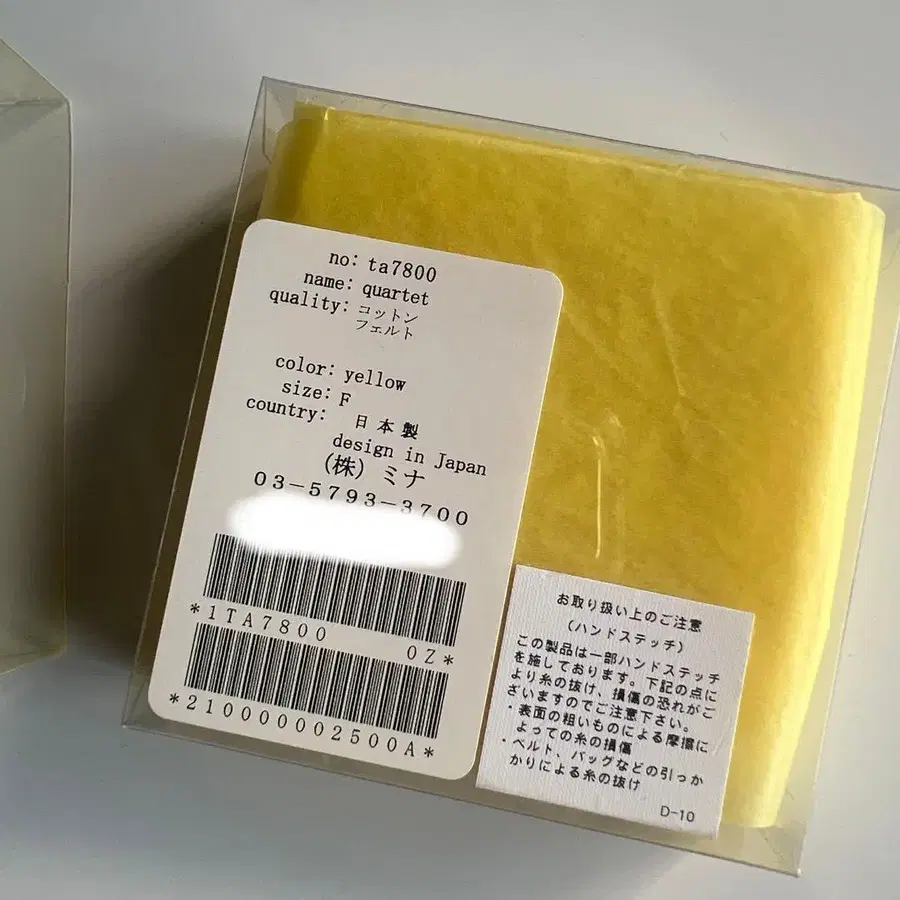 no: ta7800
name: quartet
quality: コットン
フェルト
color: yellow
size: F
country: 日本製
design in Japan
(株) ミナ
03-5793-3700
*1TA7800 0Z*
*210000002500A*
お取り扱い上のご注意
(ハンドステッチ)
この製品は一部ハンドステッチ
を施しております。下記の点に
より糸の抜け、損傷の恐れがご
ざいますのでご注意下さい。
・表面の粗いものによる摩擦に
よっての糸の損傷
・ベルト、バッグなどの引っか
かりによる糸の抜け
D-10